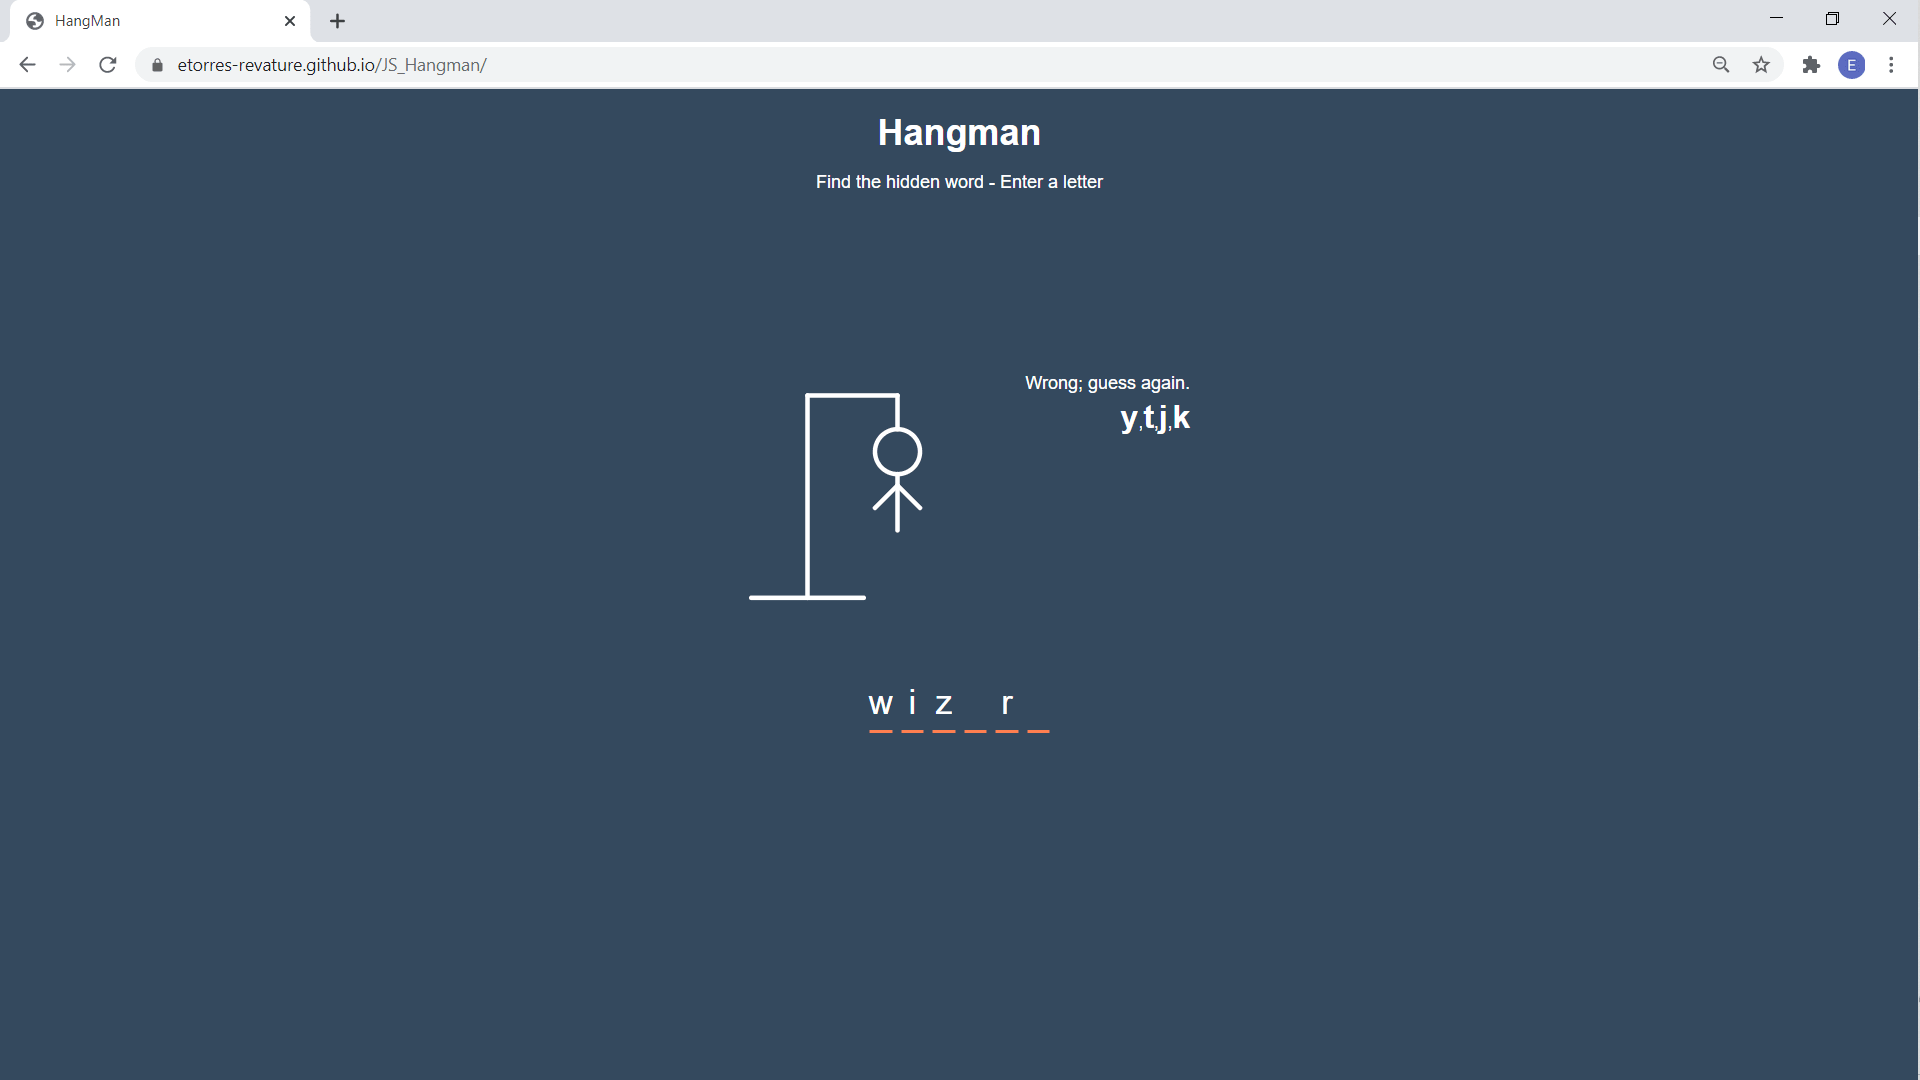 HangMan
etorres-revature.github.io/JS_Hangman/
E
Hangman
Find the hidden word - Enter a letter
Wrong; guess again.
y,t,j,k
w i z _ r _